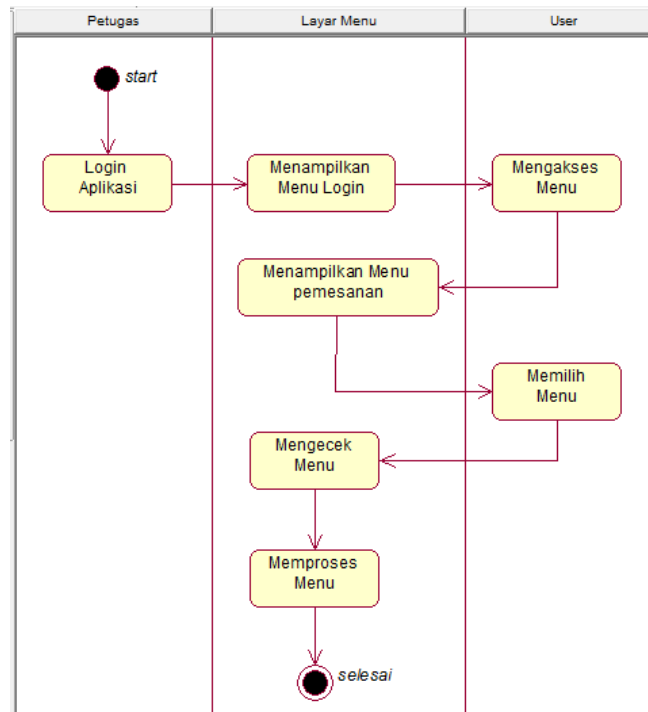 Petugas
Layar Menu
User
start
Login
Aplikasi
Menampilkan
Menu Login
Mengakses
Menu
Menampilkan Menu
pemesanan
Memilih
Menu
Mengecek
Menu
Memproses
Menu
selesai